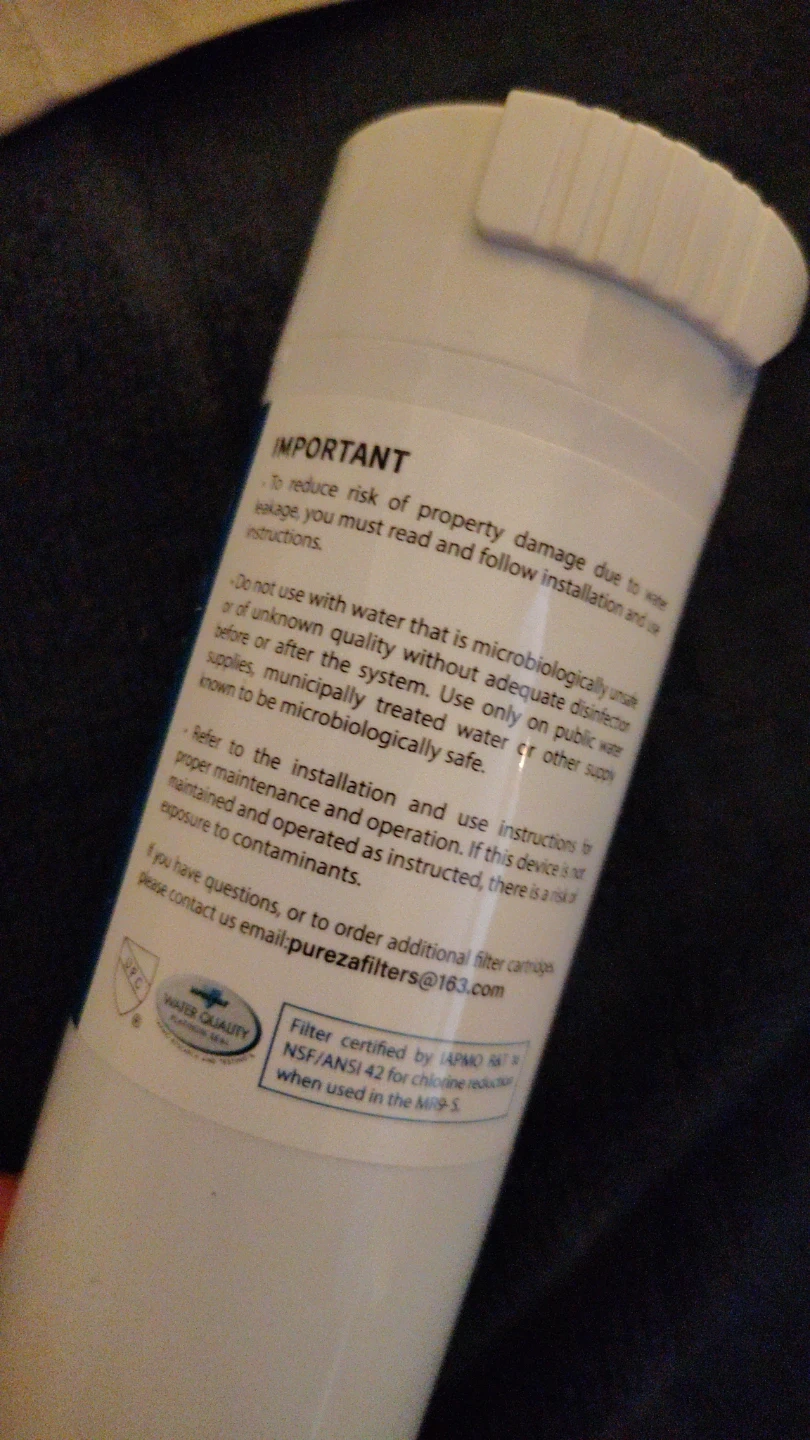 IMPORTANT
· To reduce risk of property damage due to water
leakage, you must read and follow installation and use
instructions.
· Do not use with water that is microbiologically unsafe
or of unknown quality without adequate disinfection
before or after the system. Use only on public water
supplies, municipally treated water or other supply
known to be microbiologically safe.
· Refer to the installation and use instructions for
proper maintenance and operation. If this device is not
maintained and operated as instructed, there is a risk of
exposure to contaminants.
If you have questions, or to order additional filter cartridges
please contact us email:purezafilters@163.com
UPC
®
WATER QUALITY
PLATINUM SEAL
Filter certified by IAPMO R&T to
NSF/ANSI 42 for chlorine reduction
when used in the MR9-S.